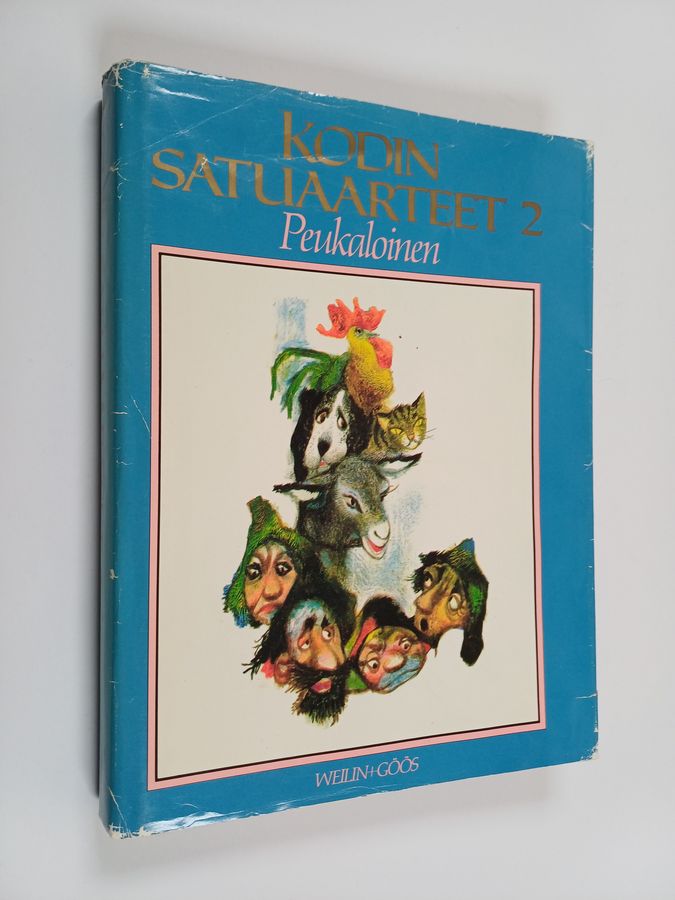 KODIN
SATUAARTEET 2
Peukaloinen
WEILIN+GÖÖS